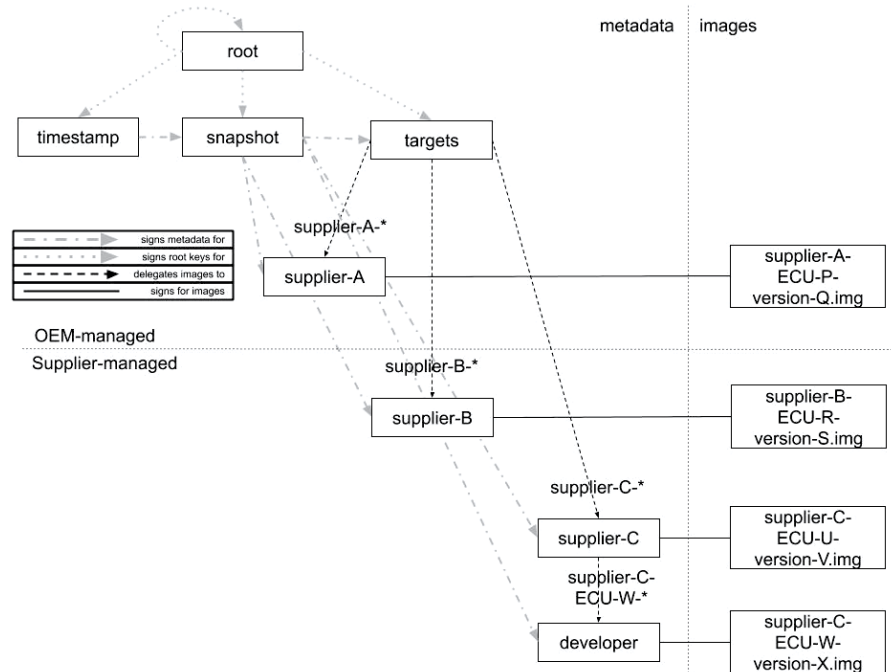 metadata
images
root
timestamp
snapshot
targets
supplier-A-*
signs metadata for
signs root keys for
delegates images to
signs for images
supplier-A
supplier-A-
ECU-P-
version-Q.img
OEM-managed
Supplier-managed
supplier-B-*
supplier-B
supplier-B-
ECU-R-
version-S.img
supplier-C-*
supplier-C
supplier-C-
ECU-U-
version-V.img
supplier-C-
ECU-W-*
developer
supplier-C-
ECU-W-
version-X.img